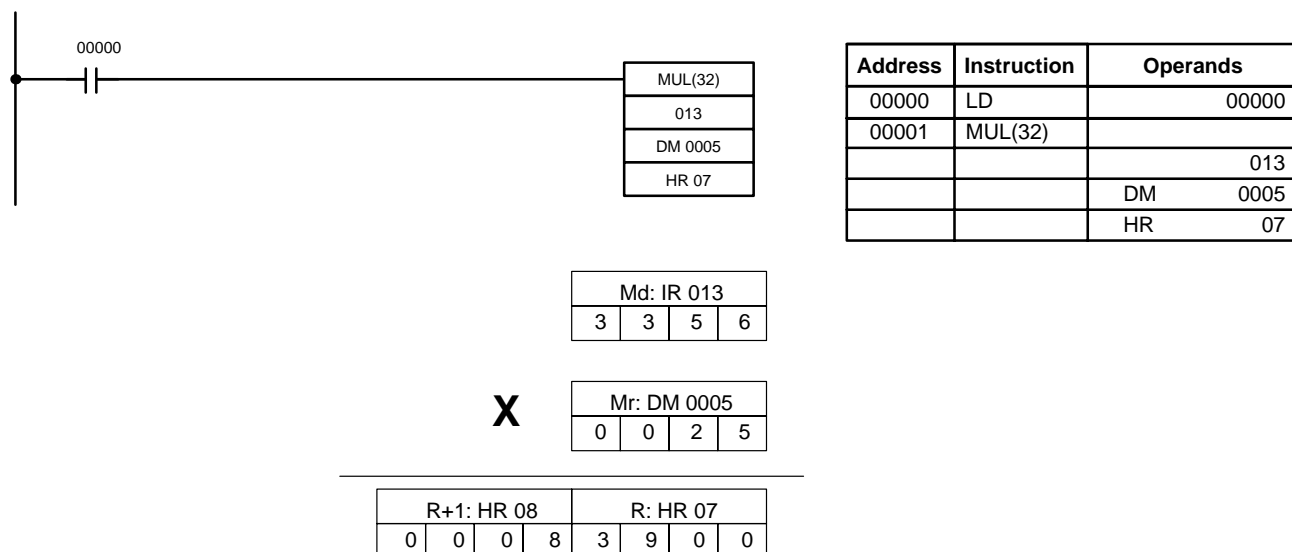 00000
MUL(32)
013
DM 0005
HR 07
Address Instruction Operands
00000 LD 00000
00001 MUL(32)
013
DM 0005
HR 07
Md: IR 013
3 3 5 6
X
Mr: DM 0005
0 0 2 5
R+1: HR 08 R: HR 07
0 0 0 8 3 9 0 0